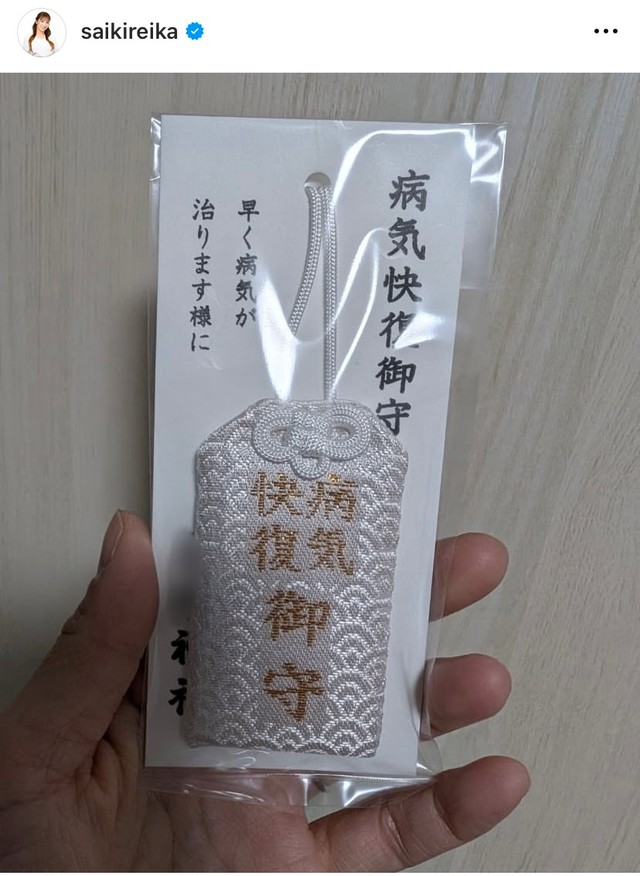 saikireika
病気快復御守
早く病気が
治ります様に
病気
快復
御
守